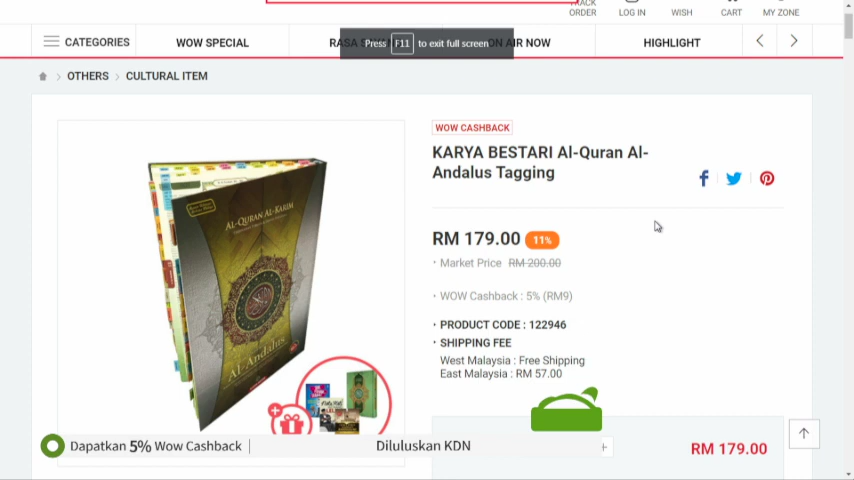 TRACK
ORDER
LOG IN
WISH
CART
MY ZONE
CATEGORIES
WOW SPECIAL
RASA
ON AIR NOW
HIGHLIGHT
Press F11 to exit full screen
OTHERS
CULTURAL ITEM
WOW CASHBACK
KARYA BESTARI Al-Quran Al-
Andalus Tagging
AL-QURAN AL-KARIM
Al-Andalus
RM 179.00
11%
Market Price RM 200.00
WOW Cashback : 5% (RM9)
PRODUCT CODE : 122946
SHIPPING FEE
West Malaysia : Free Shipping
East Malaysia : RM 57.00
Dapatkan 5% Wow Cashback
Diluluskan KDN
+
RM 179.00